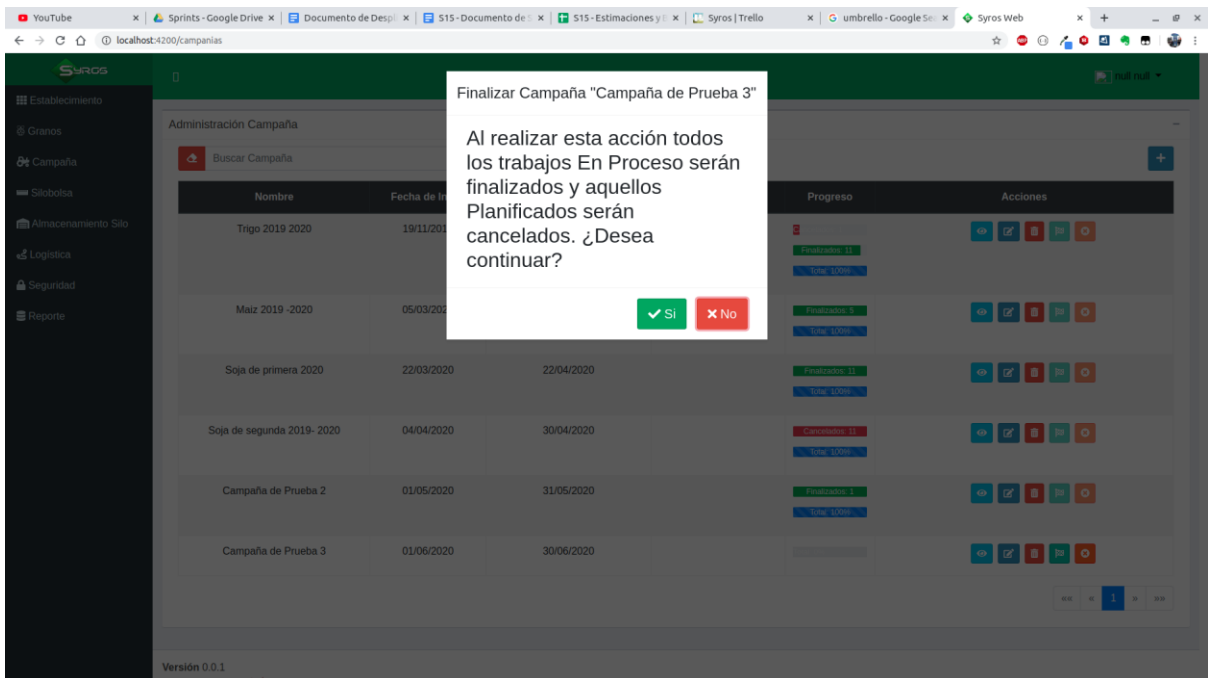 YouTube
Sprints - Google Drive
Documento de Despl
S15 - Documento de S
S15 - Estimaciones y E
Syros | Trello
umbrello - Google Se
Syros Web
localhost:4200/campanias
SYROS
null null
Establecimiento
Granos
Campaña
Silobolsa
Almacenamiento Silo
Logística
Seguridad
Reporte
Administración Campaña
Buscar Campaña
Finalizar Campaña "Campaña de Prueba 3"
Al realizar esta acción todos
los trabajos En Proceso serán
finalizados y aquellos
Planificados serán
cancelados. ¿Desea
continuar?
Si
No
Nombre Fecha de In Progreso Acciones
Trigo 2019 2020 19/11/201
C
Finalizados: 11
Total: 100%
Maiz 2019 -2020 05/03/202 Finalizados: 5
Total: 100%
Soja de primera 2020 22/03/2020 22/04/2020 Finalizados: 11
Total: 100%
Soja de segunda 2019- 2020 04/04/2020 30/04/2020 Cancelados: 11
Total: 100%
Campaña de Prueba 2 01/05/2020 31/05/2020 Finalizados: 1
Total: 100%
Campaña de Prueba 3 01/06/2020 30/06/2020
«« « 1 » »»
Versión 0.0.1